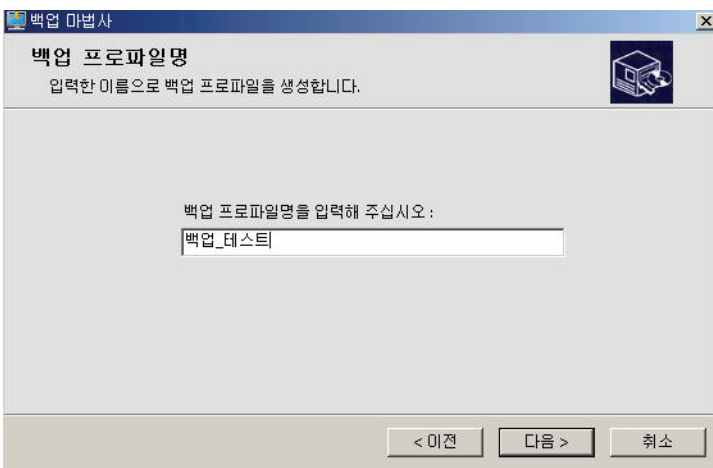 백업 마법사
백업 프로파일명
입력한 이름으로 백업 프로파일을 생성합니다.
백업 프로파일명을 입력해 주십시오 :
백업_테스트
< 이전
다음 >
취소